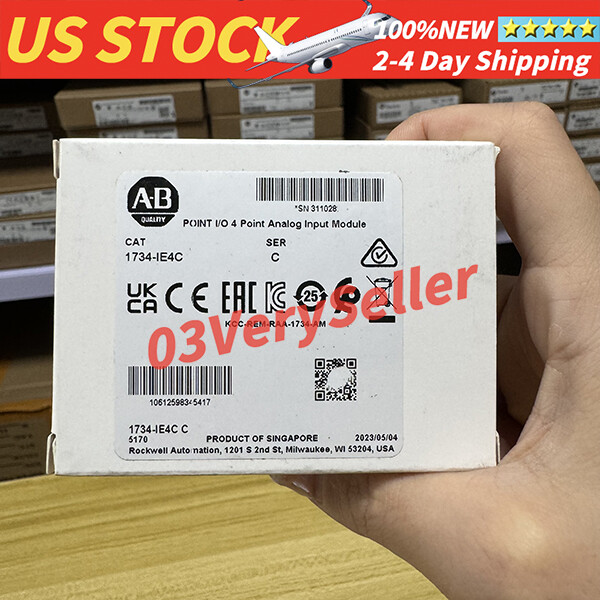 US STOCK
100%NEW
2-4 Day Shipping
A-B
QUALITY
*SN 311028
POINT I/O 4 Point Analog Input Module
CAT
SER
1734-IE4C
C
UK
CA
CE
EAC
25
KCC-REM-RAA-1734-AM
03VerySeller
10612598345417
1734-IE4C C
5170
PRODUCT OF SINGAPORE
2023/05/04
Rockwell Automation, 1201 S 2nd St, Milwaukee, WI 53204, USA